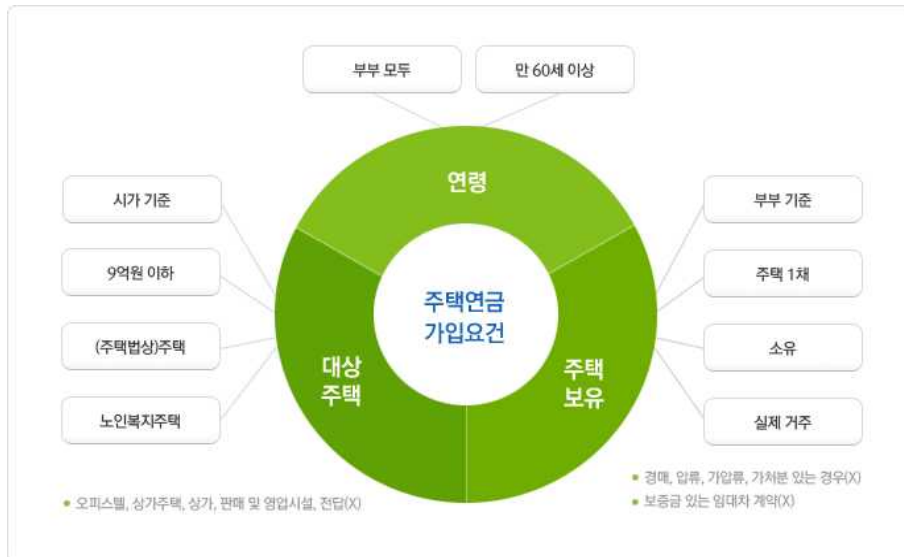 부부 모두
만 60세 이상
연령
시가 기준
9억원 이하
(주택법상)주택
노인복지주택
대상
주택
주택연금
가입요건
주택
보유
부부 기준
주택 1채
소유
실제 거주
• 오피스텔, 상가주택, 상가, 판매 및 영업시설, 전답(X)
• 경매, 압류, 가압류, 가처분 있는 경우(X)
• 보증금 있는 임대차 계약(X)